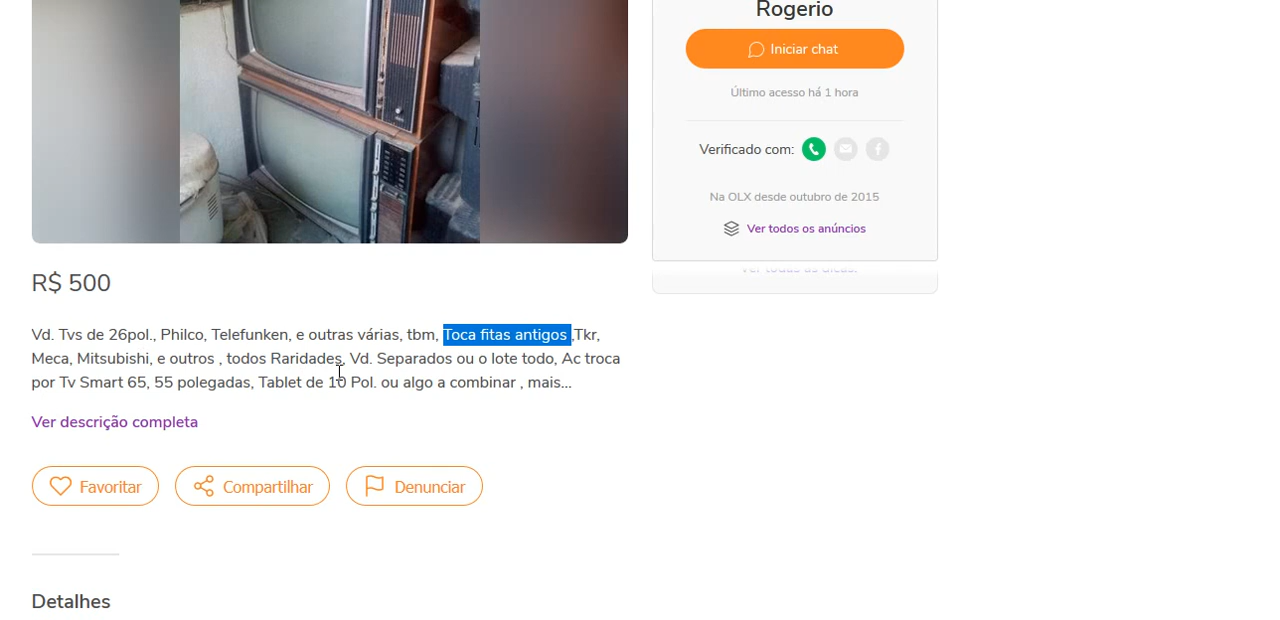 Rogerio
Iniciar chat
Último acesso há 1 hora
Verificado com:
Na OLX desde outubro de 2015
Ver todos os anúncios
R$ 500
Vd. Tvs de 26pol., Philco, Telefunken, e outras várias, tbm, Toca fitas antigos ,Tkr,
Meca, Mitsubishi, e outros , todos Raridades, Vd. Separados ou o lote todo, Ac troca
por Tv Smart 65, 55 polegadas, Tablet de 10 Pol. ou algo a combinar , mais...
Ver descrição completa
Favoritar
Compartilhar
Denunciar
Detalhes